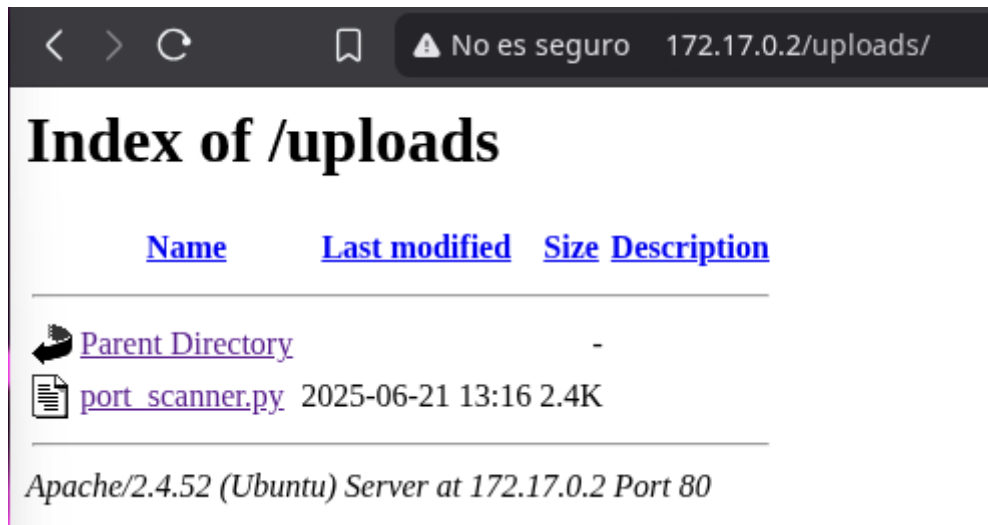 No es seguro 172.17.0.2/uploads/
Index of /uploads
Name Last modified Size Description
Parent Directory -
port_scanner.py 2025-06-21 13:16 2.4K
Apache/2.4.52 (Ubuntu) Server at 172.17.0.2 Port 80